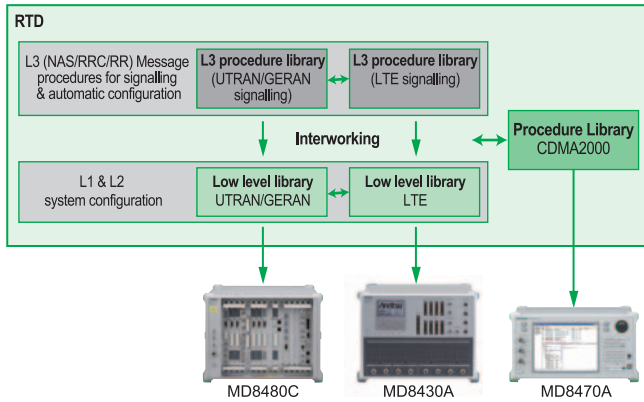 RTD
L3 (NAS/RRC/RR) Message
procedures for signalling
& automatic configuration
L3 procedure library
(UTRAN/GERAN
signalling)
L3 procedure library
(LTE signalling)
Interworking
Procedure Library
CDMA2000
L1 & L2
system configuration
Low level library
UTRAN/GERAN
Low level library
LTE
Anritsu
MD8480C
MD8430A
MD8470A